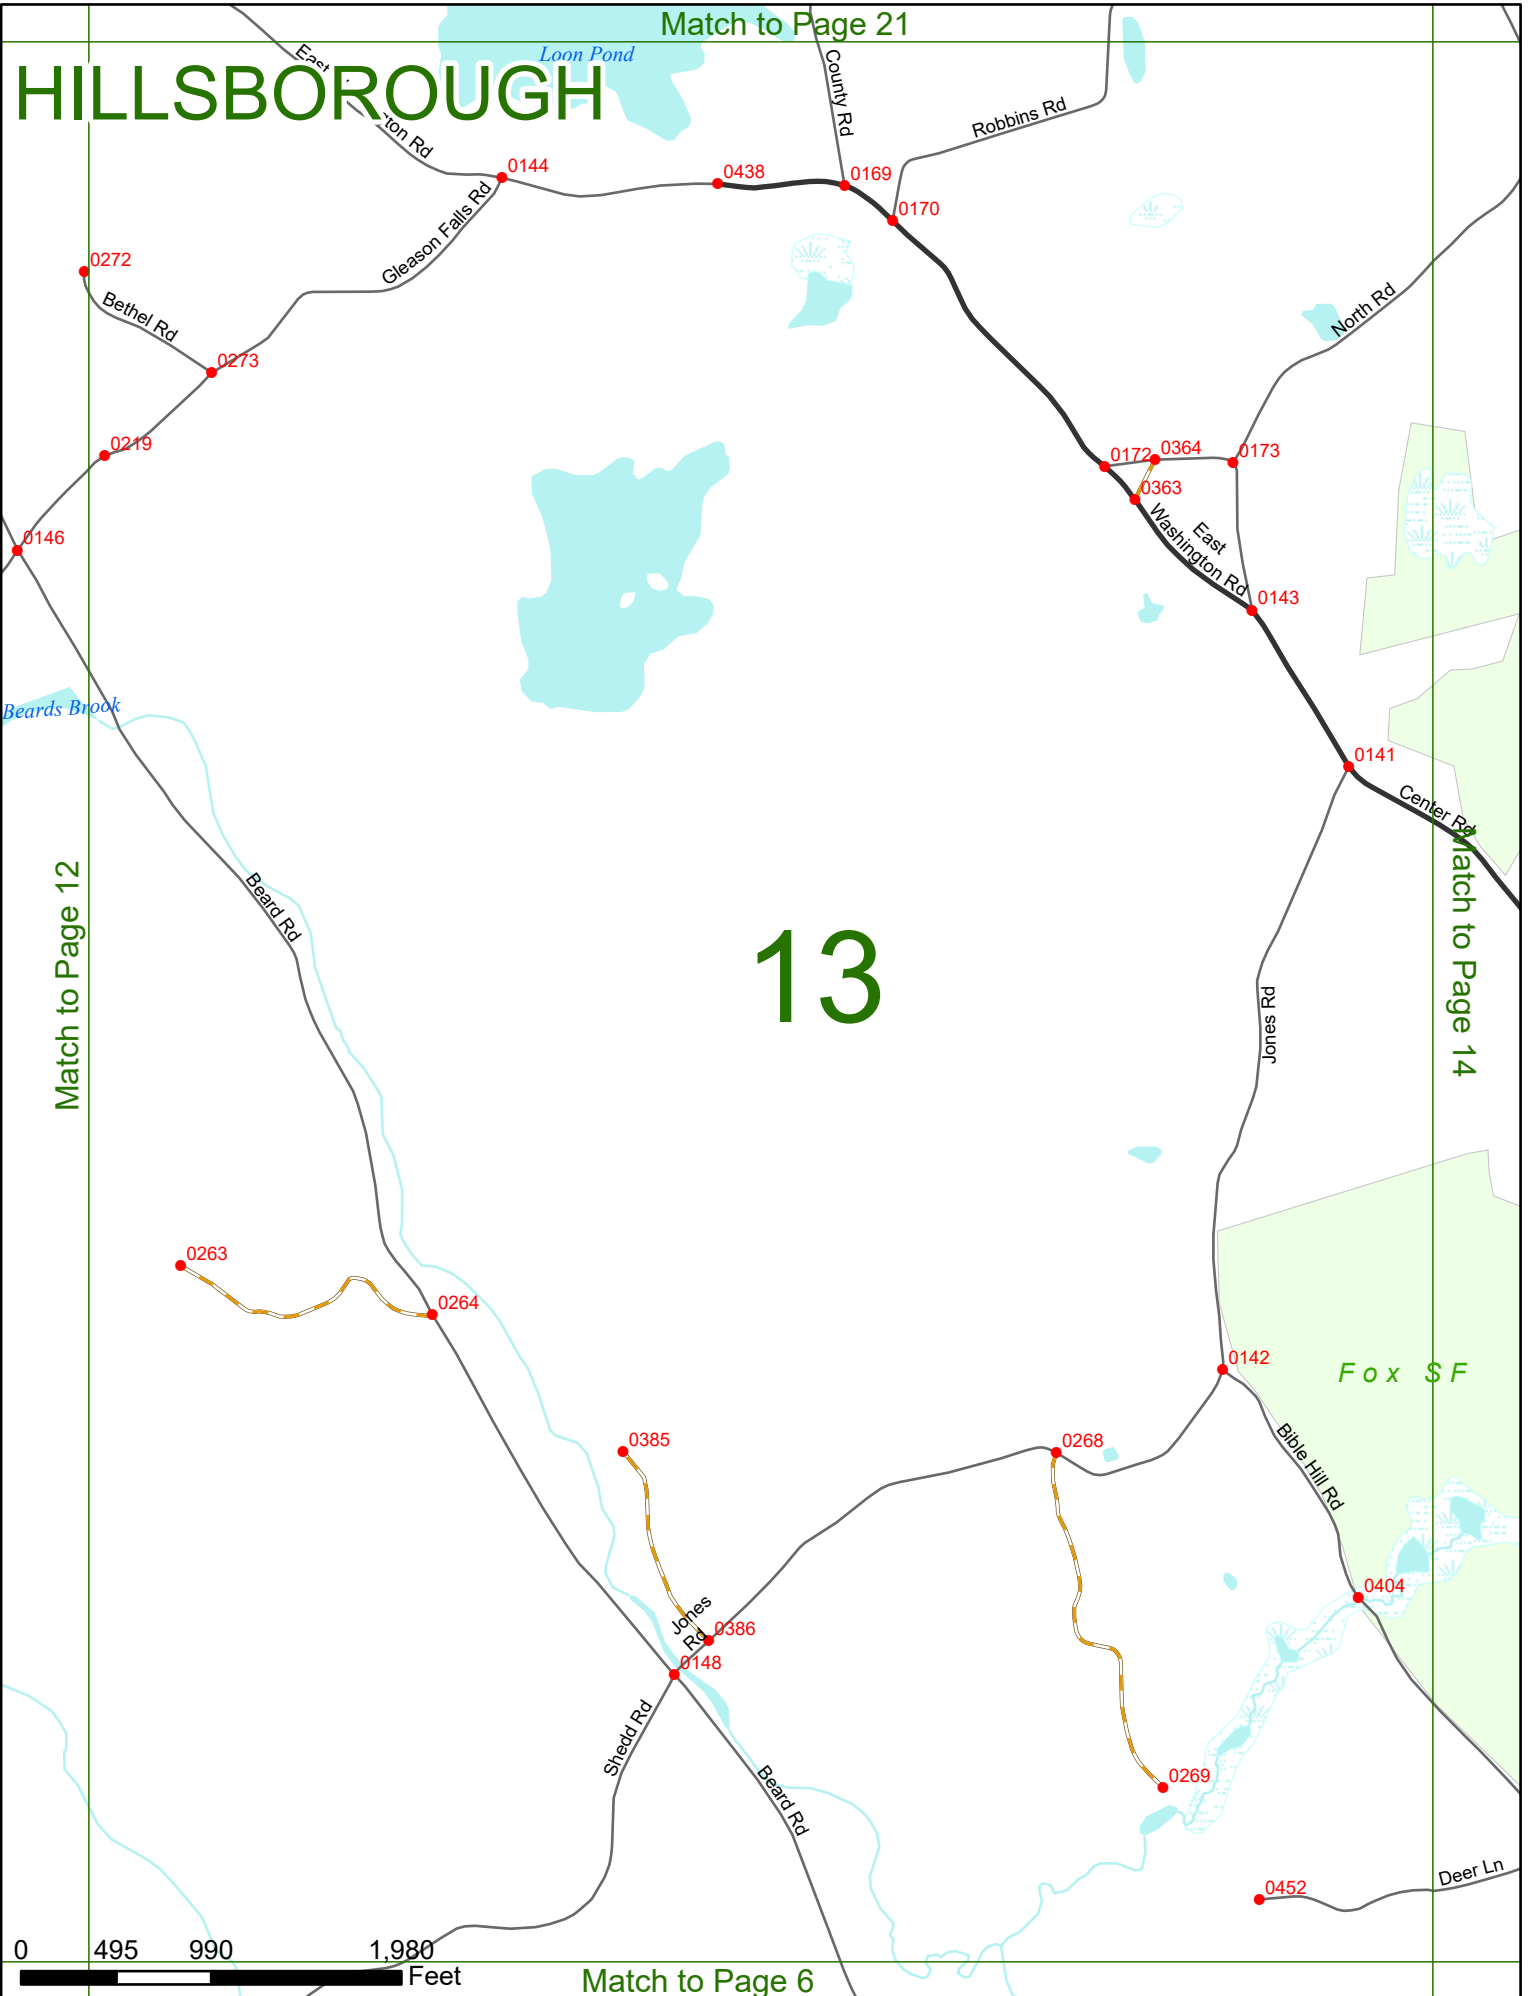 Match to Page 21
HILLSBOROUGH
Loon Pond
County Rd
Robbins Rd
East
ton Rd
0144
0438
0169
0170
Gleason Falls Rd
0272
Bethel Rd
0273
North Rd
0219
0172
0364
0173
0363
0146
East
Washington Rd
0143
Beards Brook
0141
Center Rd
Match to Page 12
Beard Rd
13
Match to Page 14
Jones Rd
0263
0264
0142
Fox SF
0385
0268
Bible Hill Rd
0404
Jones
Rd
0386
0148
Shedd Rd
Beard Rd
0269
0452
Deer Ln
0 495 990 1,980
Feet
Match to Page 6